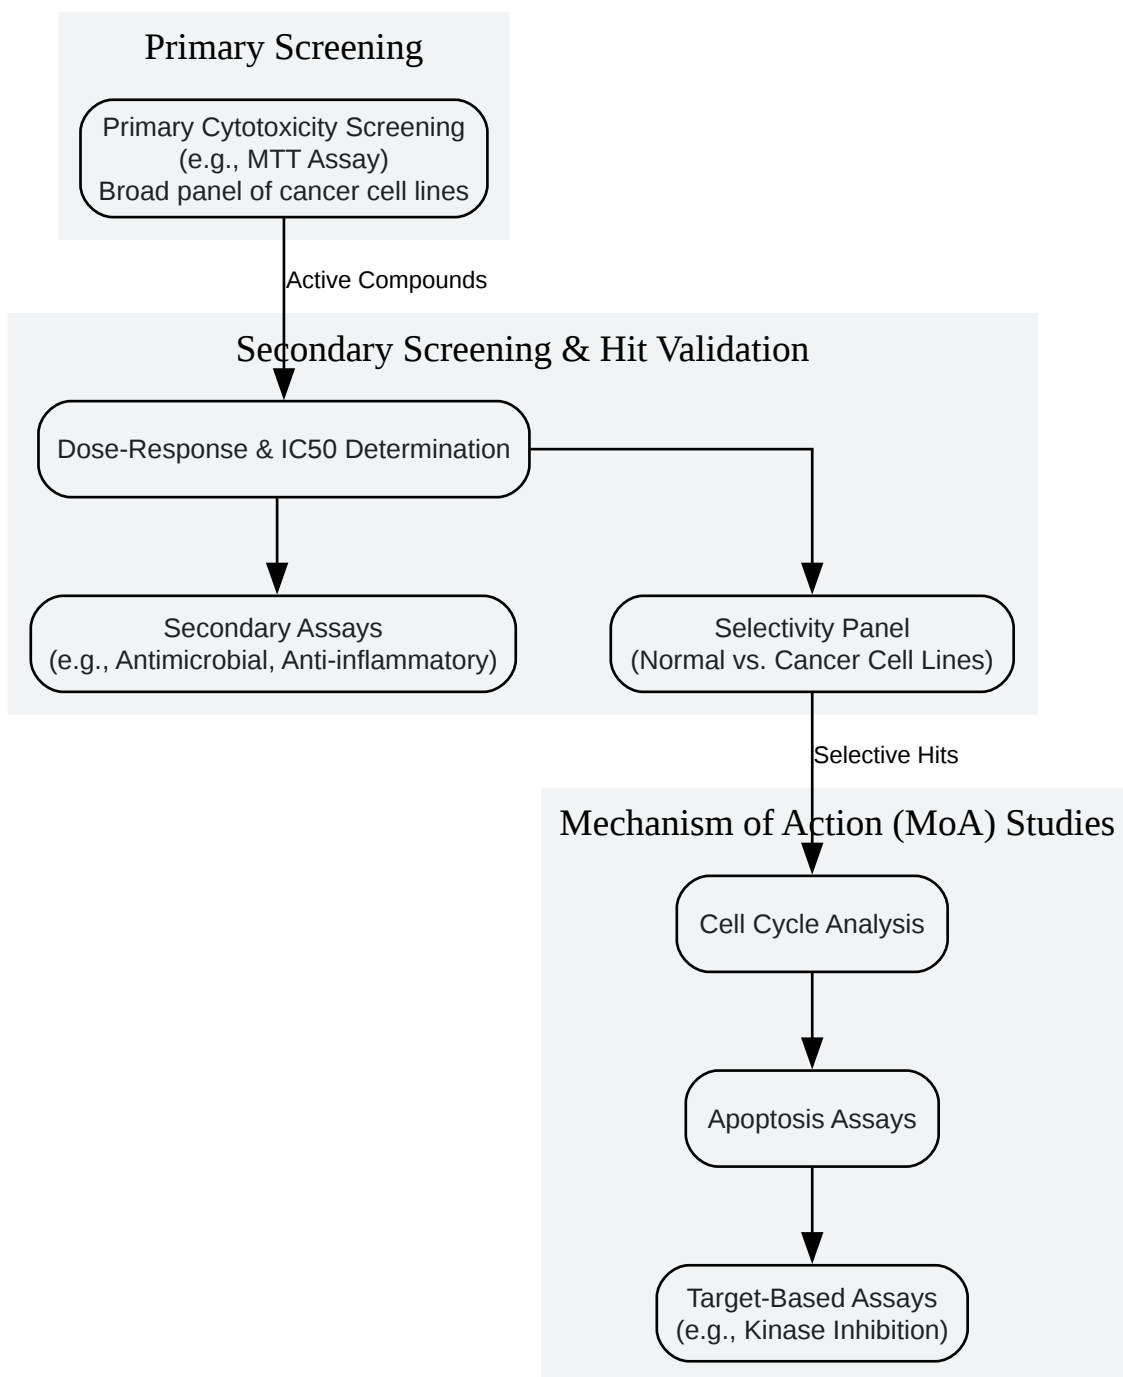 Primary Screening
Primary Cytotoxicity Screening
(e.g., MTT Assay)
Broad panel of cancer cell lines
Active Compounds
Secondary Screening & Hit Validation
Dose-Response & IC50 Determination
Secondary Assays
(e.g., Antimicrobial, Anti-inflammatory)
Selectivity Panel
(Normal vs. Cancer Cell Lines)
Selective Hits
Mechanism of Action (MoA) Studies
Cell Cycle Analysis
Apoptosis Assays
Target-Based Assays
(e.g., Kinase Inhibition)